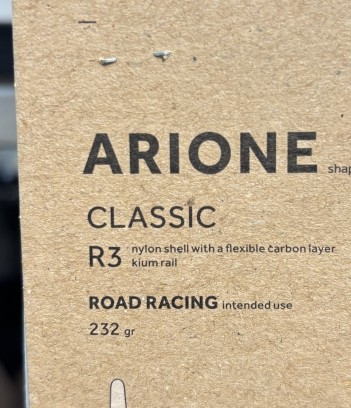 ARIONE
CLASSIC
R3 nylon shell with a flexible carbon layer
kium rail
ROAD RACING intended use
232 gr